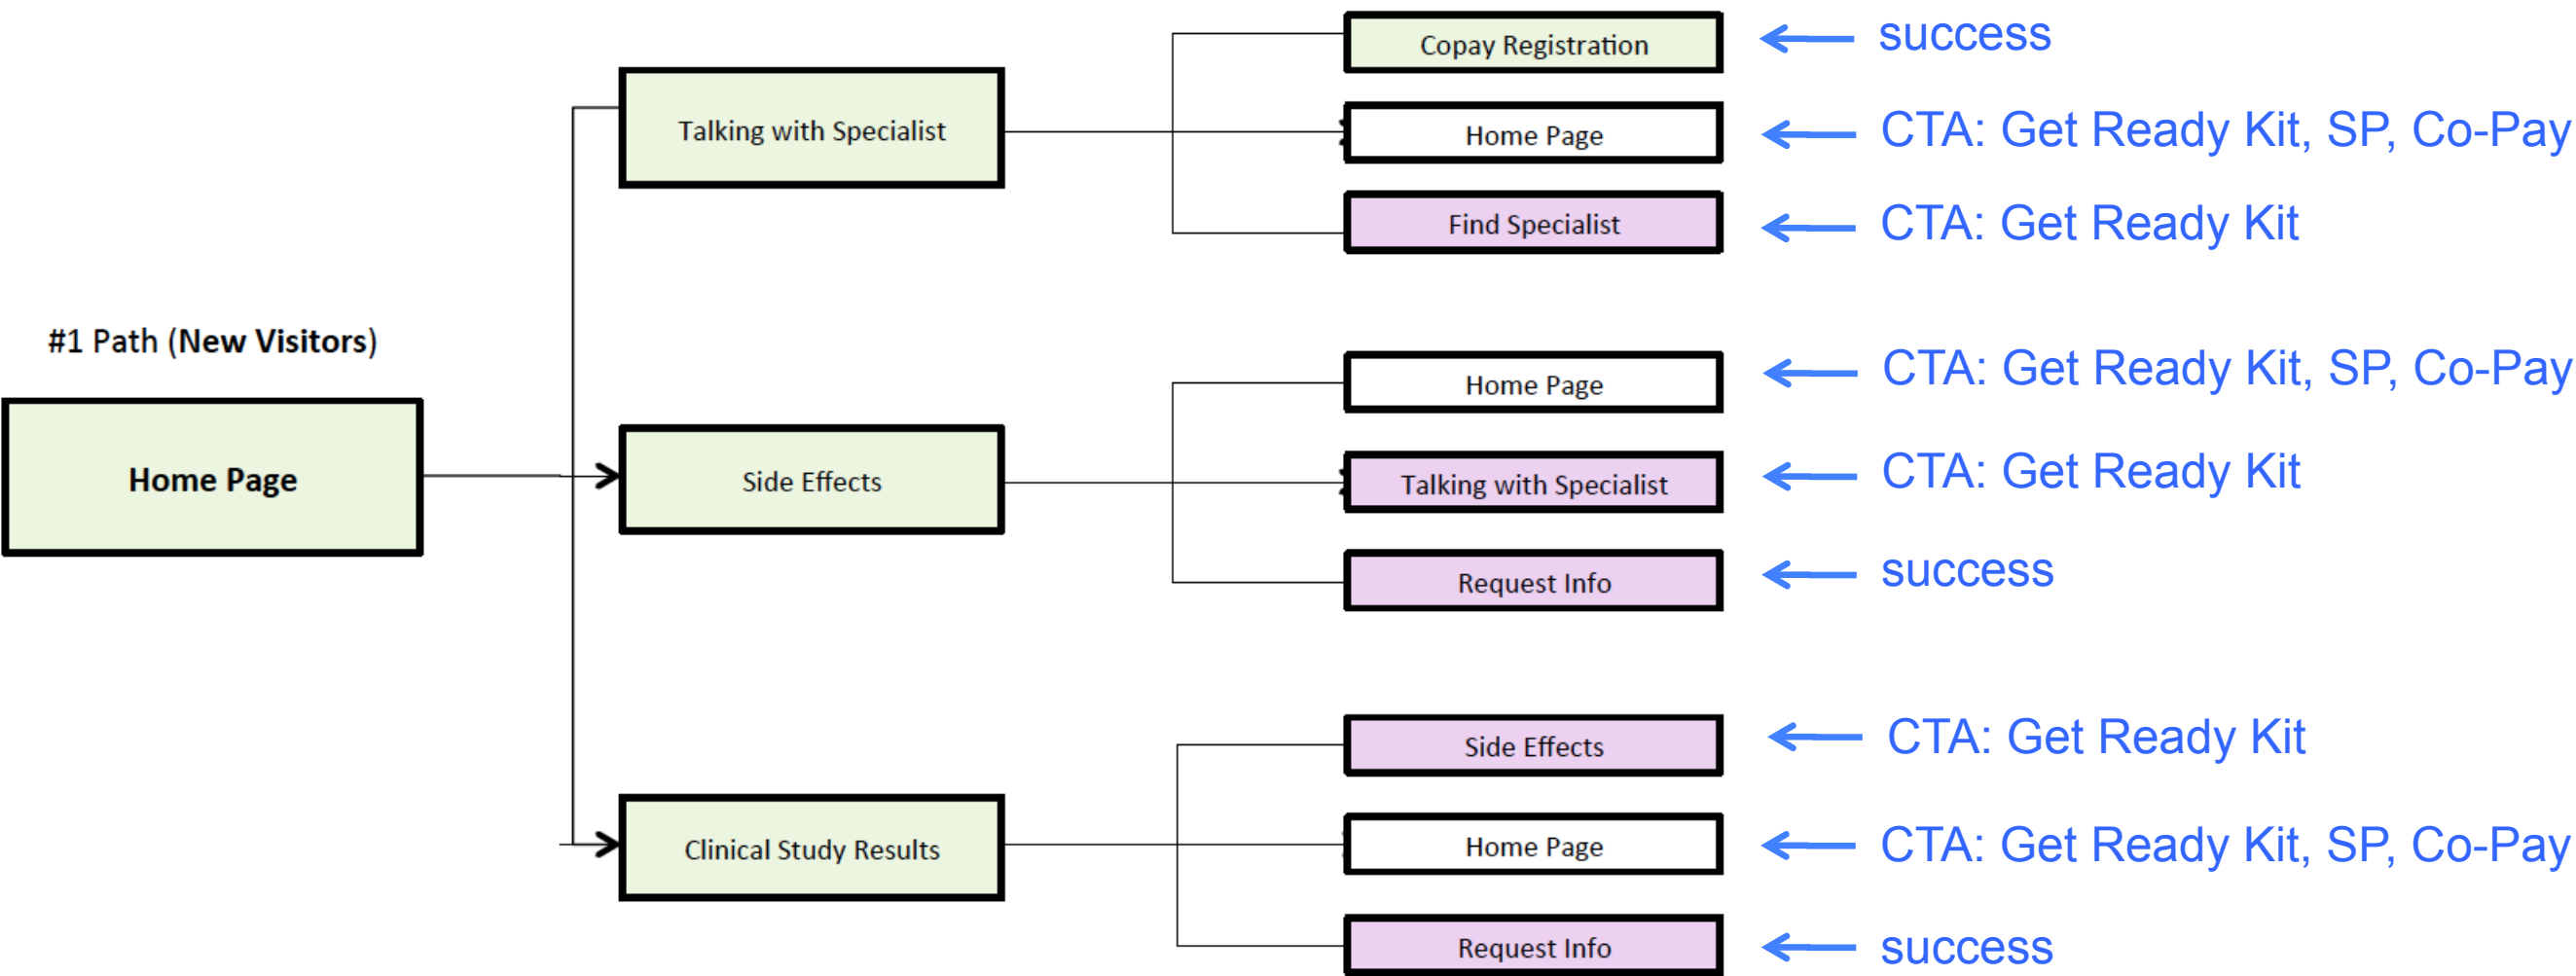 Copay Registration
success
Talking with Specialist
Home Page
CTA: Get Ready Kit, SP, Co-Pay
Find Specialist
CTA: Get Ready Kit
#1 Path (New Visitors)
Home Page
Side Effects
Home Page
CTA: Get Ready Kit, SP, Co-Pay
Talking with Specialist
CTA: Get Ready Kit
Request Info
success
Clinical Study Results
Side Effects
CTA: Get Ready Kit
Home Page
CTA: Get Ready Kit, SP, Co-Pay
Request Info
success